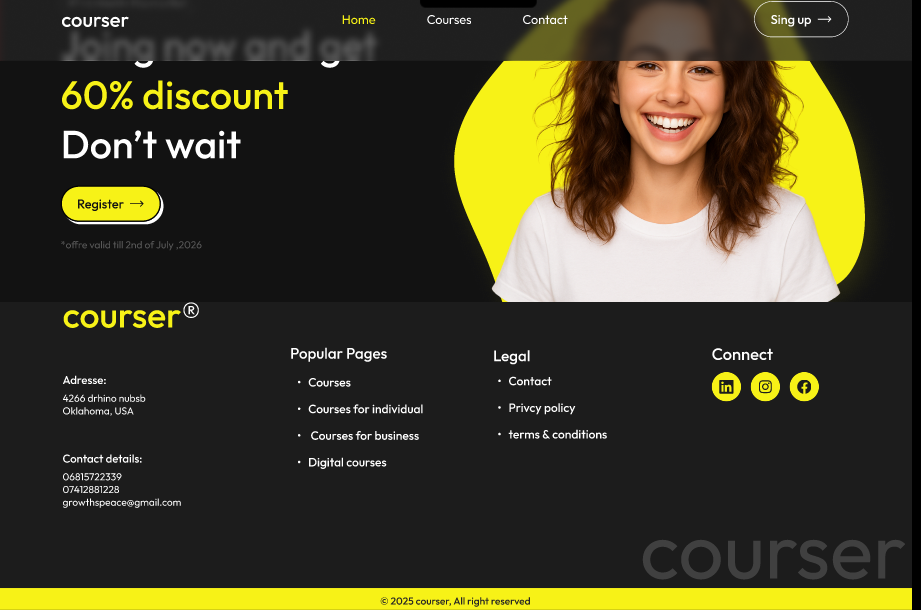 courser
Home
Courses
Contact
Sing up
Joing now and get
60% discount
Don't wait
Register
*offre valid till 2nd of July ,2026
courser®
Adresse:
4266 drhino nubsb
Oklahoma, USA
Contact details:
06815722339
07412881228
growthspeace@gmail.com
Popular Pages
• Courses
• Courses for individual
• Courses for business
• Digital courses
Legal
• Contact
• Privcy policy
• terms & conditions
Connect
courser
© 2025 courser, All right reserved